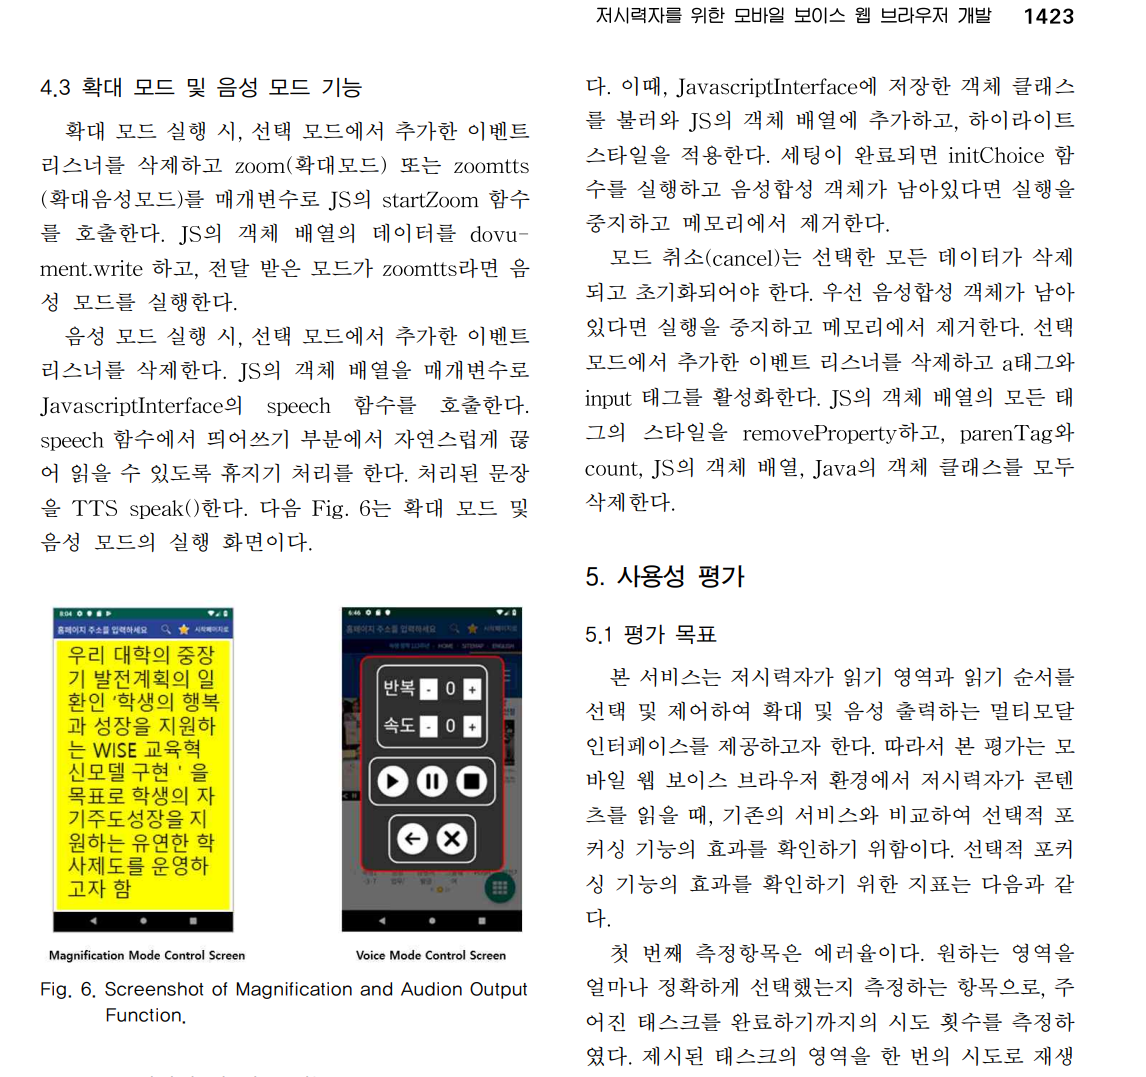 저시력자를 위한 모바일 보이스 웹 브라우저 개발 1423
4.3 확대 모드 및 음성 모드 기능
확대 모드 실행 시, 선택 모드에서 추가한 이벤트
리스너를 삭제하고 zoom(확대모드) 또는 zoomtts
(확대음성모드)를 매개변수로 JS의 startZoom 함수
를 호출한다. JS의 객체 배열의 데이터를 dovu-
ment.write 하고, 전달 받은 모드가 zoomtts라면 음
성 모드를 실행한다.
음성 모드 실행 시, 선택 모드에서 추가한 이벤트
리스너를 삭제한다. JS의 객체 배열을 매개변수로
JavascriptInterface의 speech 함수를 호출한다.
speech 함수에서 띄어쓰기 부분에서 자연스럽게 끊
어 읽을 수 있도록 휴지기 처리를 한다. 처리된 문장
을 TTS speak()한다. 다음 Fig. 6는 확대 모드 및
음성 모드의 실행 화면이다.
8:04
홈페이지 주소를 입력하세요 시작페이지로
우리 대학의 중장
기 발전계획의 일
환인 '학생의 행복
과 성장을 지원하
는 WISE 교육혁
신모델 구현 ' 을
목표로 학생의 자
기주도성장을 지
원하는 유연한 학
사제도를 운영하
고자 함
6:46
홈페이지 주소를 입력하세요 시작페이지로
HOME SITEMAP ENGLISH
반복 - 0 +
속도 - 0 +
Magnification Mode Control Screen
Voice Mode Control Screen
Fig. 6. Screenshot of Magnification and Audion Output
Function.
다. 이때, JavascriptInterface에 저장한 객체 클래스
를 불러와 JS의 객체 배열에 추가하고, 하이라이트
스타일을 적용한다. 세팅이 완료되면 initChoice 함
수를 실행하고 음성합성 객체가 남아있다면 실행을
중지하고 메모리에서 제거한다.
모드 취소(cancel)는 선택한 모든 데이터가 삭제
되고 초기화되어야 한다. 우선 음성합성 객체가 남아
있다면 실행을 중지하고 메모리에서 제거한다. 선택
모드에서 추가한 이벤트 리스너를 삭제하고 a태그와
input 태그를 활성화한다. JS의 객체 배열의 모든 태
그의 스타일을 removeProperty하고, parenTag와
count, JS의 객체 배열, Java의 객체 클래스를 모두
삭제한다.
5. 사용성 평가
5.1 평가 목표
본 서비스는 저시력자가 읽기 영역과 읽기 순서를
선택 및 제어하여 확대 및 음성 출력하는 멀티모달
인터페이스를 제공하고자 한다. 따라서 본 평가는 모
바일 웹 보이스 브라우저 환경에서 저시력자가 콘텐
츠를 읽을 때, 기존의 서비스와 비교하여 선택적 포
커싱 기능의 효과를 확인하기 위함이다. 선택적 포커
싱 기능의 효과를 확인하기 위한 지표는 다음과 같
다.
첫 번째 측정항목은 에러율이다. 원하는 영역을
얼마나 정확하게 선택했는지 측정하는 항목으로, 주
어진 태스크를 완료하기까지의 시도 횟수를 측정하
였다. 제시된 태스크의 영역을 한 번의 시도로 재생